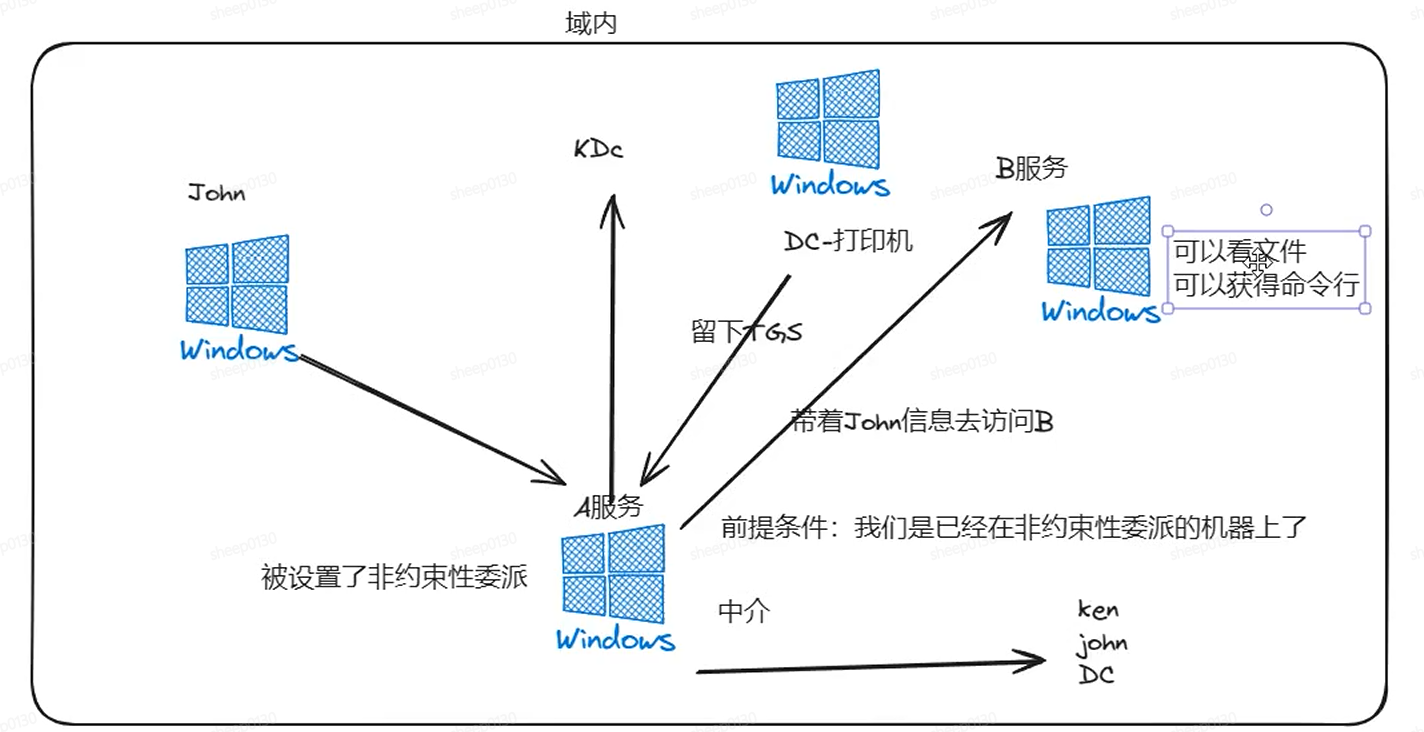 域内
KDc
Windows
B服务
John
DC-打印机
可以看文件
可以获得命令行
Windows
Windows
留下TGS
带着John信息去访问B
A服务
前提条件：我们是已经在非约束性委派的机器上了
被设置了非约束性委派
Windows
中介
ken
john
DC
sheep0130